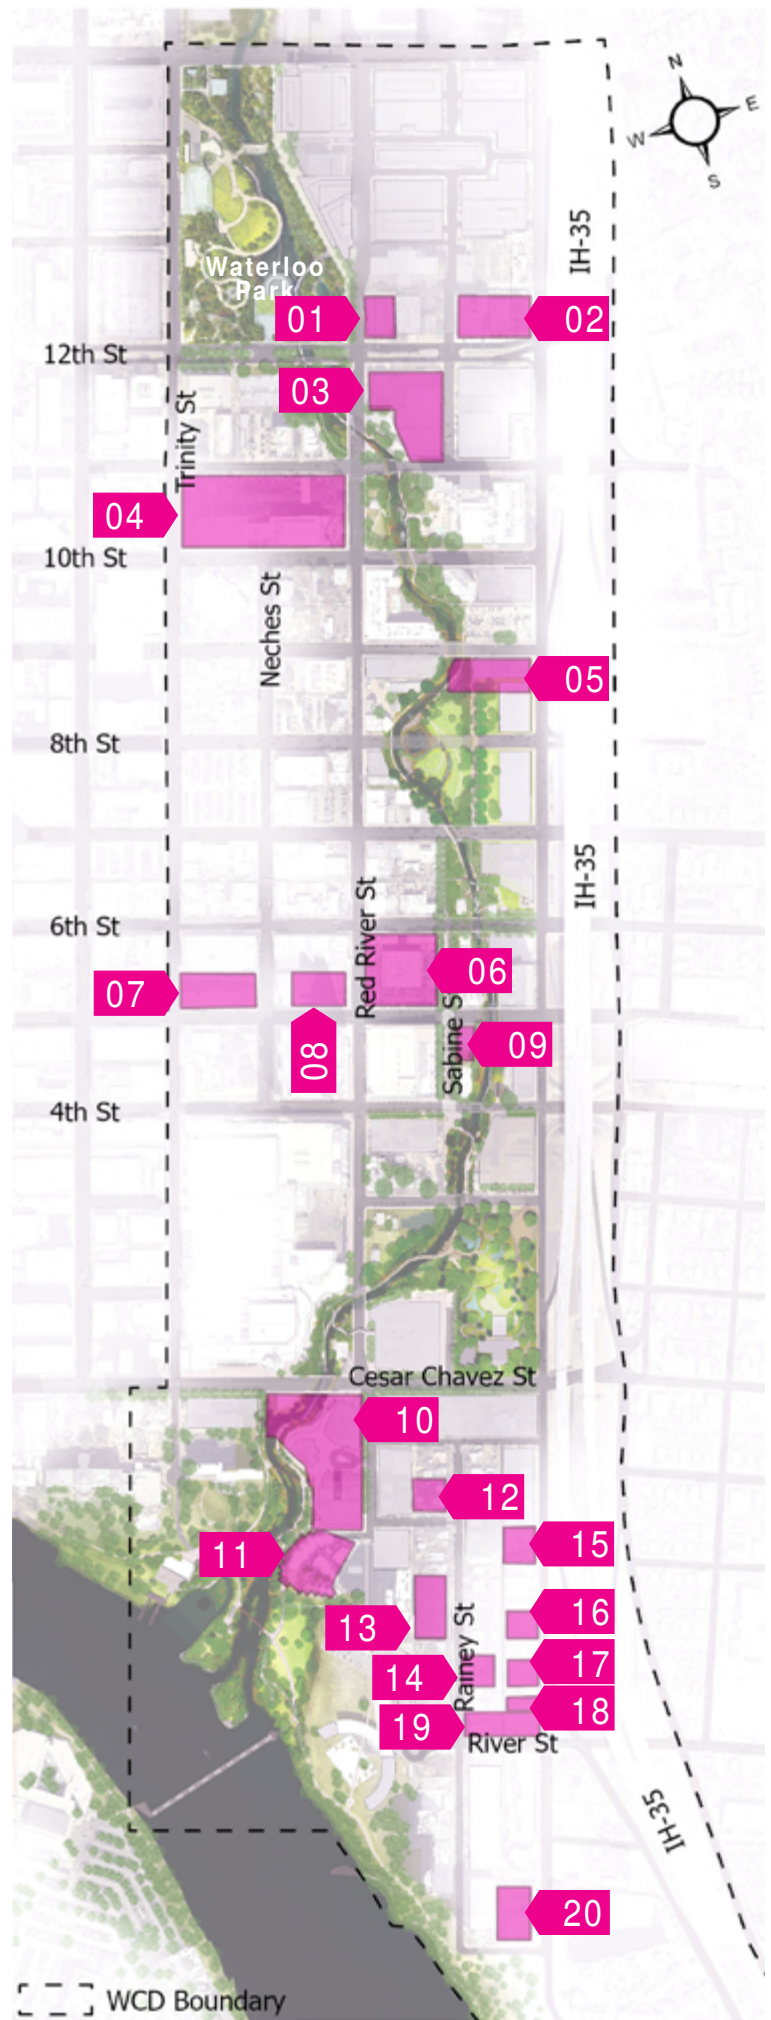 N
E
W
S
IH-35
Waterloo
Park
01
02
12th St
03
Trinity St
04
10th St
Neches St
05
8th St
IH-35
Red River St
6th St
06
07
Sabine S
08
09
4th St
Cesar Chavez St
10
12
11
15
16
13
Rainey St
14
17
18
19
River St
IH-35
20
WCD Boundary